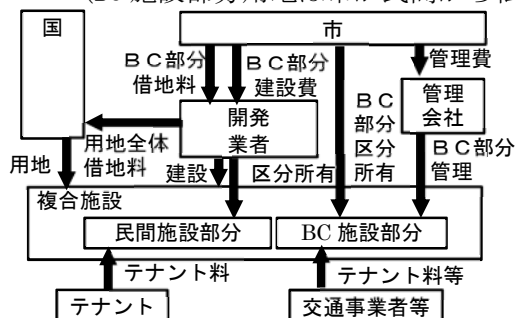 国
市
BC部分
借地料
BC部分
建設費
管理費
開発
業者
BC
部分
区分
所有
管理
会社
用地
用地全体
借地料
建設
区分所有
BC部分
管理
複合施設
民間施設部分
BC 施設部分
テナント料
テナント料等
テナント
交通事業者等